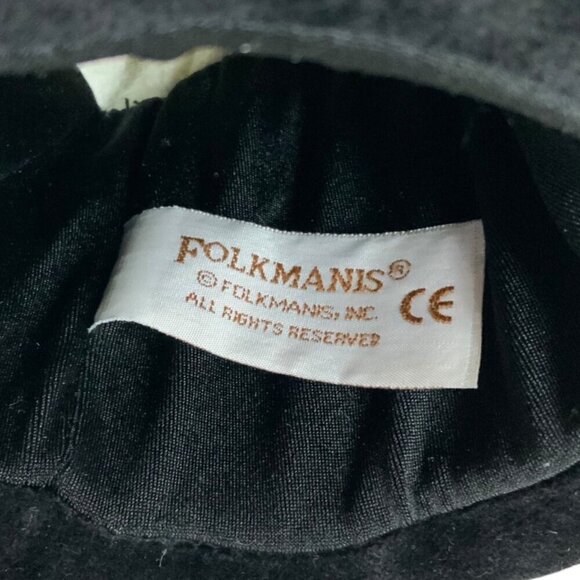 FOLKMANIS®
© FOLKMANIS, INC.
ALL RIGHTS RESERVED
CE